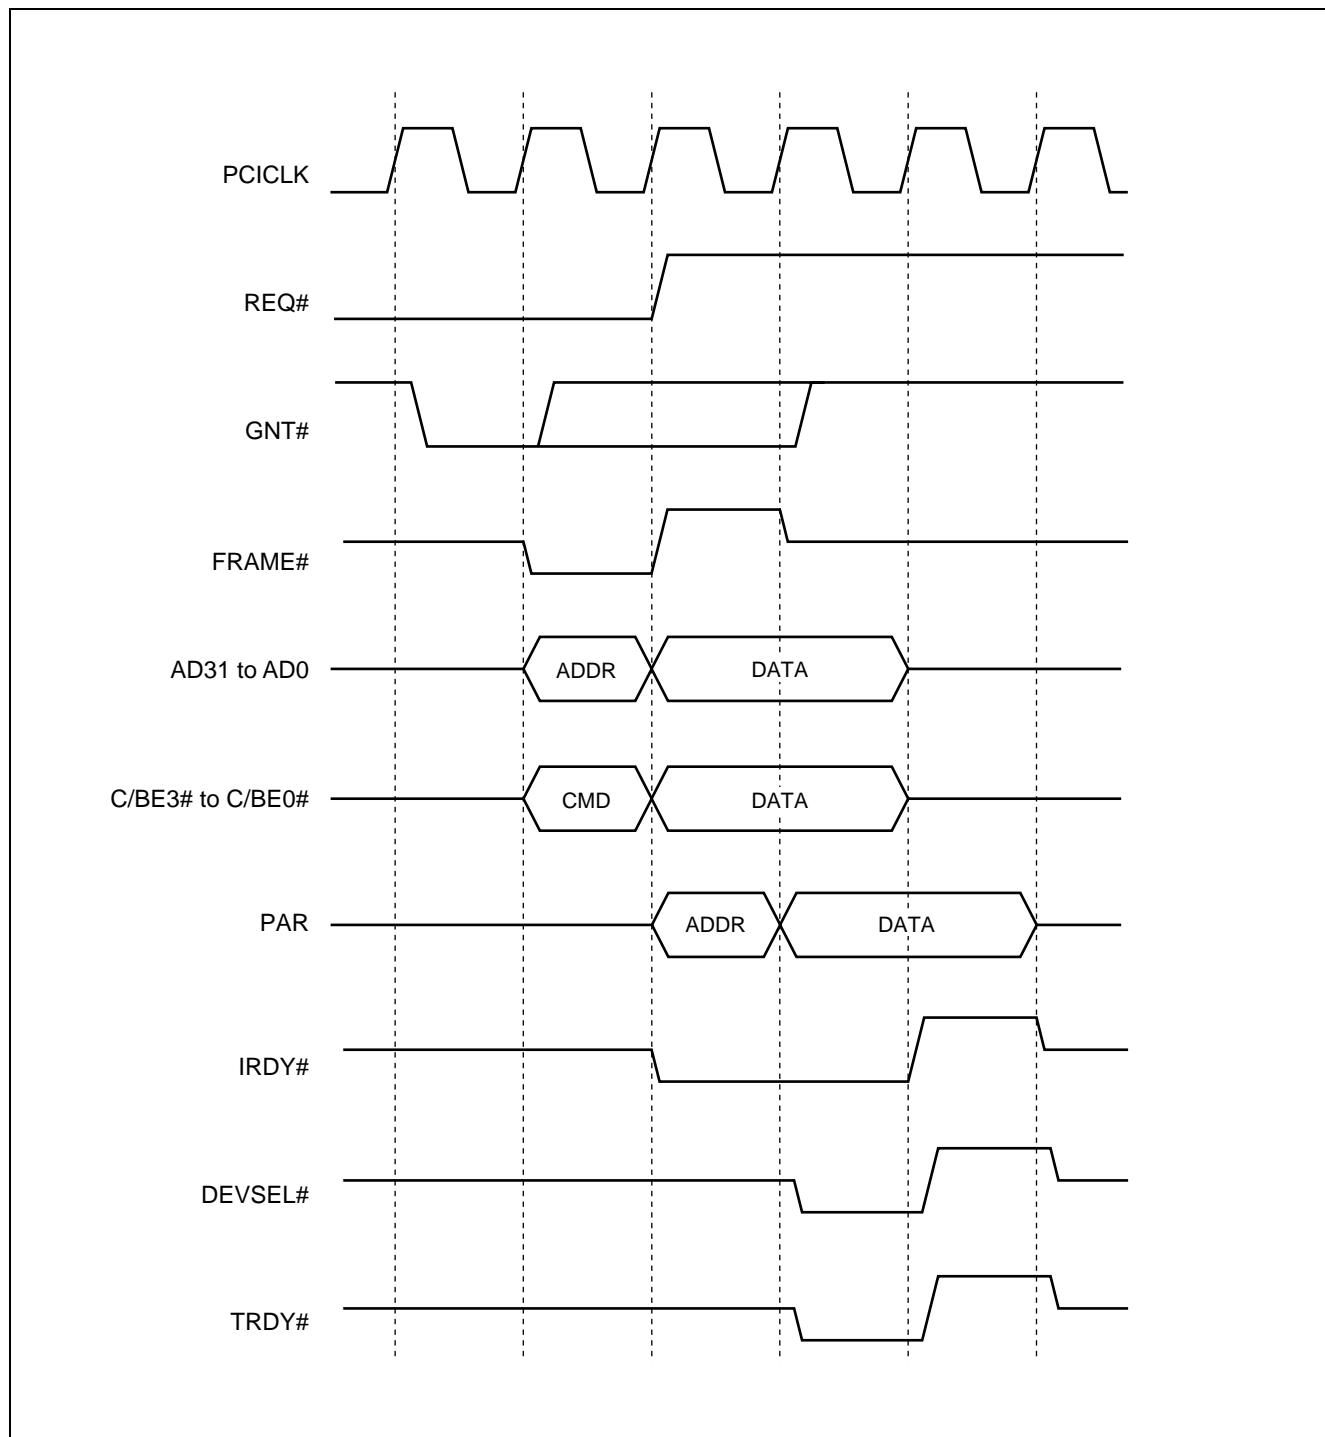 PCICLK
REQ#
GNT#
FRAME#
AD31 to AD0
ADDR
DATA
C/BE3# to C/BE0#
CMD
DATA
PAR
ADDR
DATA
IRDY#
DEVSEL#
TRDY#